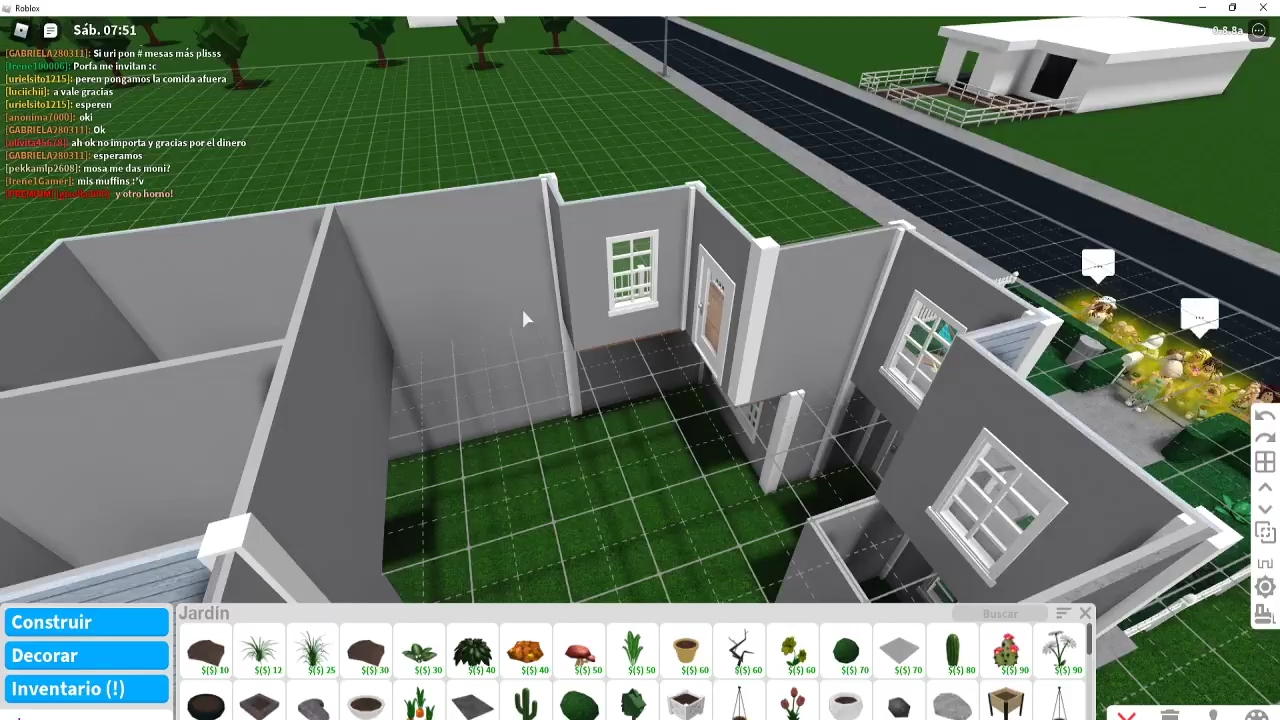 Roblox
Sáb. 07:51
0.8.8a
[GABRIELA280311]: Si uri pon # mesas más plisss
[Irene100006]: Porfa me invitan :c
[urielsito1215]: peren pongamos la comida afuera
[luciichii]: a vale gracias
[urielsito1215]: esperen
[anonima7000]: oki
[GABRIELA280311]: Ok
ah ok no importa y gracias por el dinero
[GABRIELA280311]: esperamos
[pekkamlp2608]: mosa me das moni?
[Irene1Gamer]: mis muffins :'v
y otro horno!
...
...
Construir
Decorar
Inventario (!)
Jardín
Buscar
$($) 10
$($) 12
$($) 25
$($) 30
$($) 30
$($) 40
$($) 40
$($) 50
$($) 50
$($) 60
$($) 60
$($) 60
$($) 70
$($) 70
$($) 80
$($) 90
$($) 90